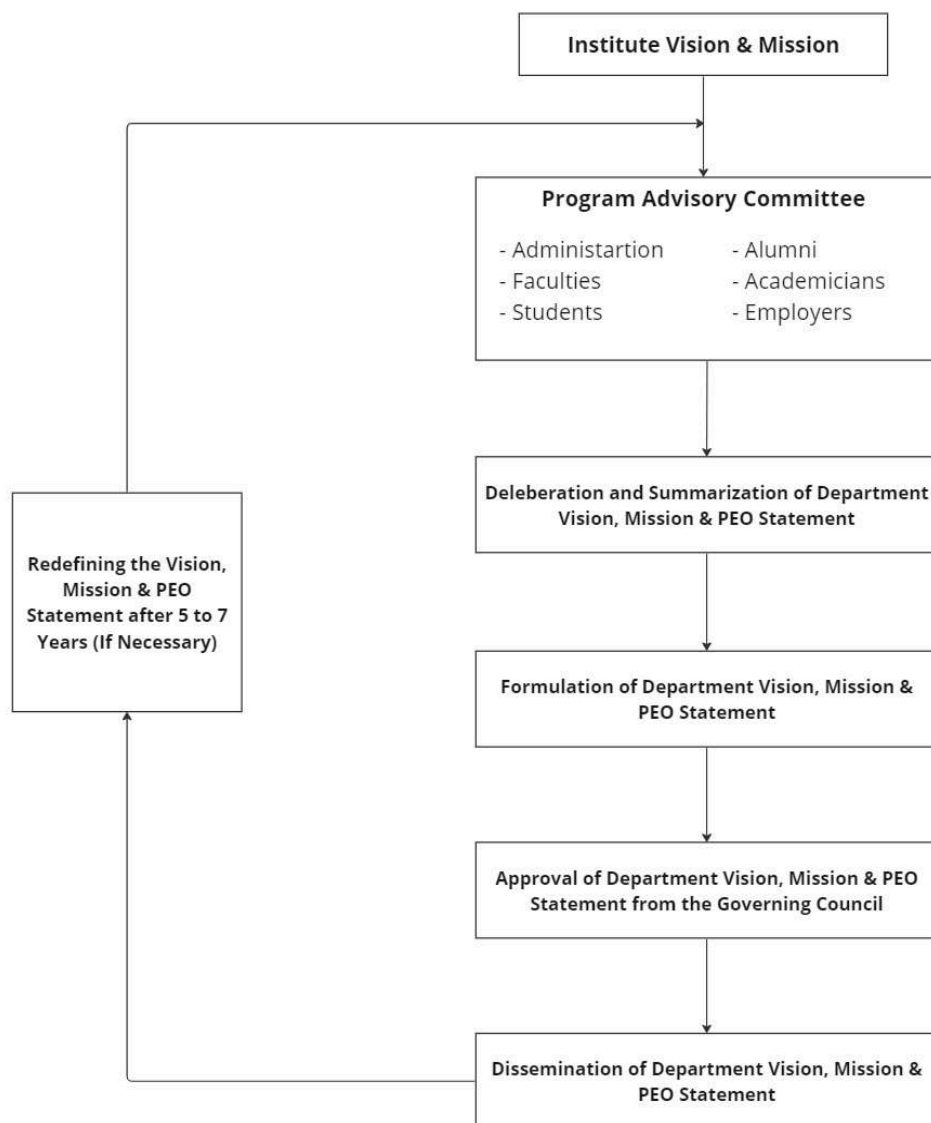 Institute Vision & Mission
Program Advisory Committee
- Administartion
- Faculties
- Students
- Alumni
- Academicians
- Employers
Deleberation and Summarization of Department
Vision, Mission & PEO Statement
Formulation of Department Vision, Mission &
PEO Statement
Approval of Department Vision, Mission & PEO
Statement from the Governing Council
Dissemination of Department Vision, Mission &
PEO Statement
Redefining the Vision,
Mission & PEO
Statement after 5 to 7
Years (If Necessary)